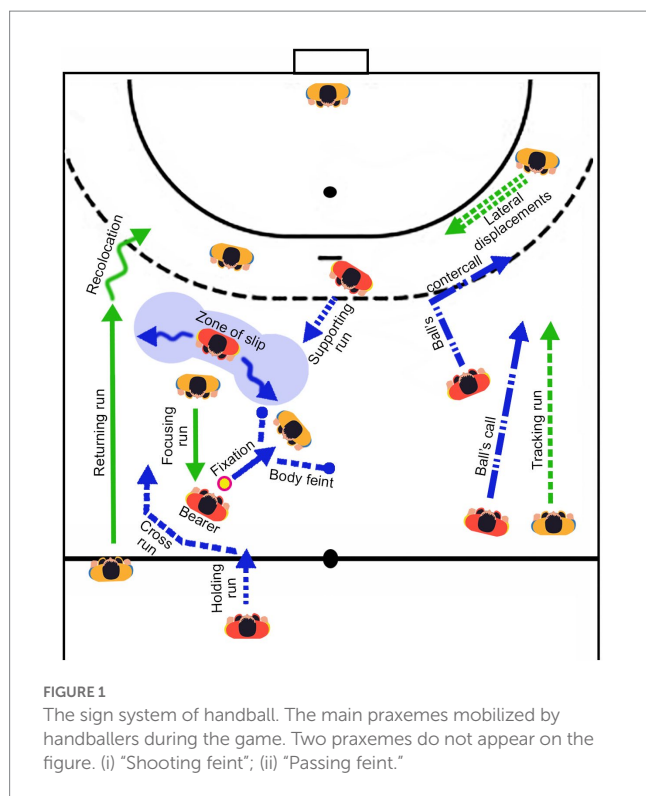 Recolocation
Lateral
displacements
contercall
Ball's
Zone of slip
Supporting
run
Returning run
Focusing
run
Fixation
Body feint
Bearer
Ball's call
Tracking run
Cross
run
Holding
run
FIGURE 1
The sign system of handball. The main praxemes mobilized by
handballers during the game. Two praxemes do not appear on the
figure. (i) "Shooting feint"; (ii) "Passing feint."